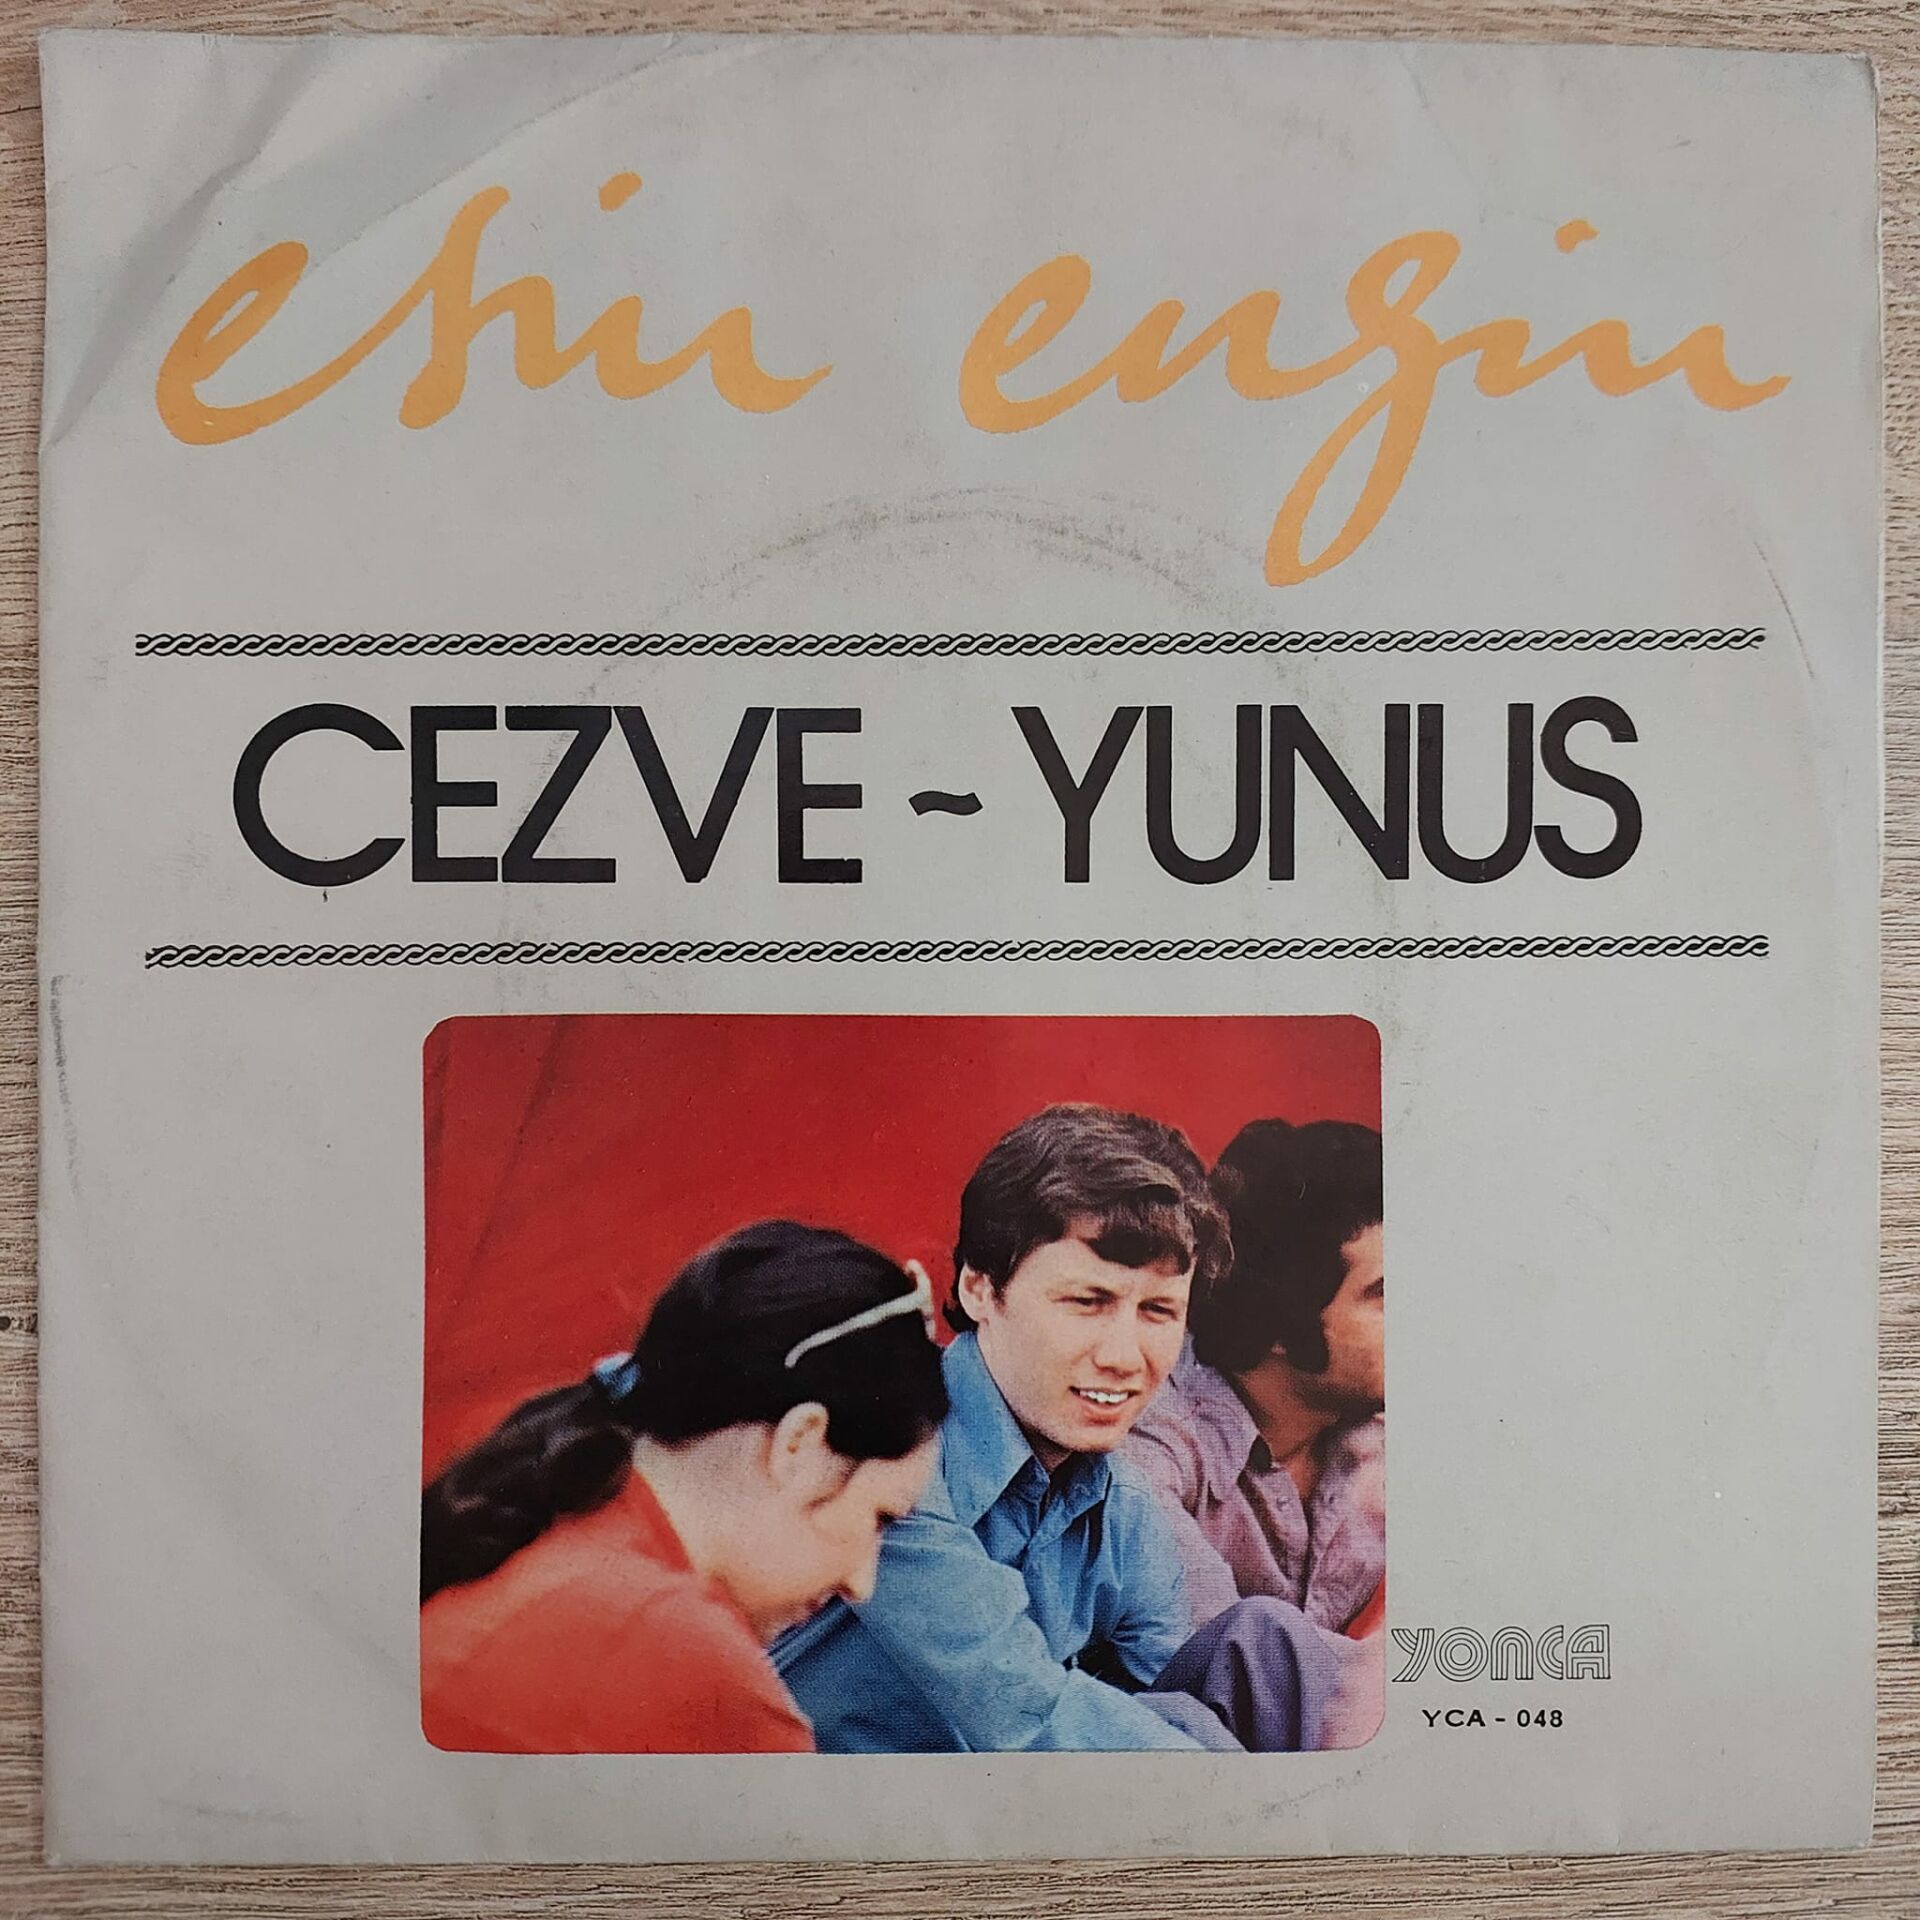 esin engin
CEZVE ~ YUNUS
YONCA
YCA - 048